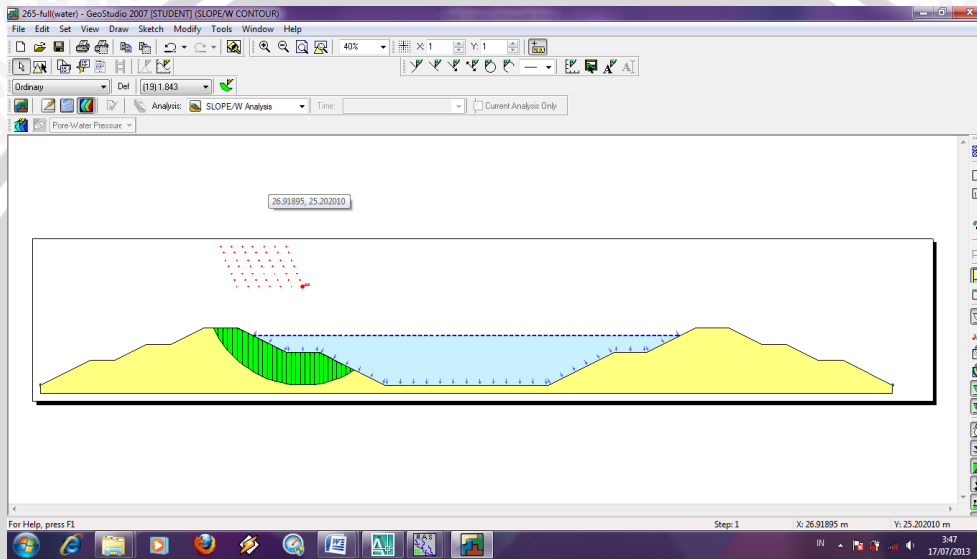 265-full(water) - GeoStudio 2007 [STUDENT] (SLOPE/W CONTOUR)
File Edit Set View Draw Sketch Modify Tools Window Help
40% X: 1 Y: 1
Ordinary Def (19) 1.843
Analysis: SLOPE/W Analysis Time: Current Analysis Only
Pore-Water Pressure
26.91895, 25.202010
For Help, press F1 Step: 1 X: 26.91895 m Y: 25.202010 m
IN 3:47
17/07/2013